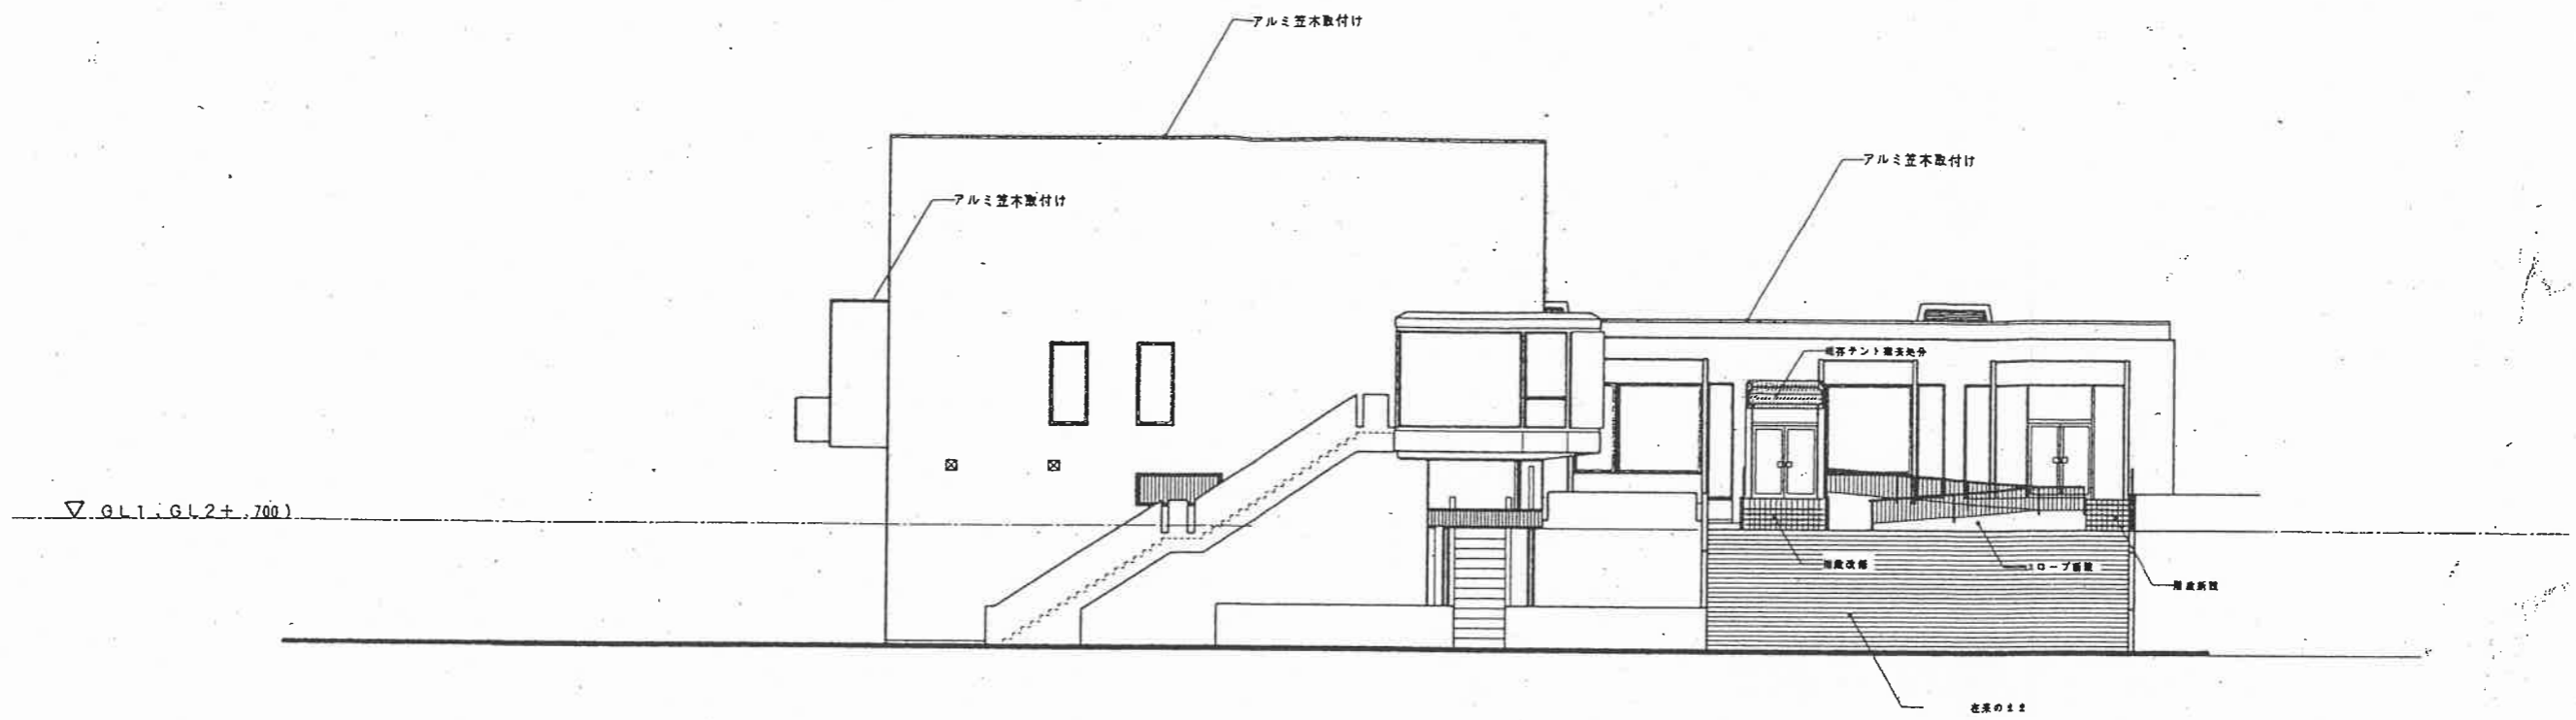 アルミ笠木取付け
アルミ笠木取付け
アルミ笠木取付け
既存テント撤去処分
▽ GL1.GL2+.700)
階段改修
スロープ新設
階段新設
在来のまま